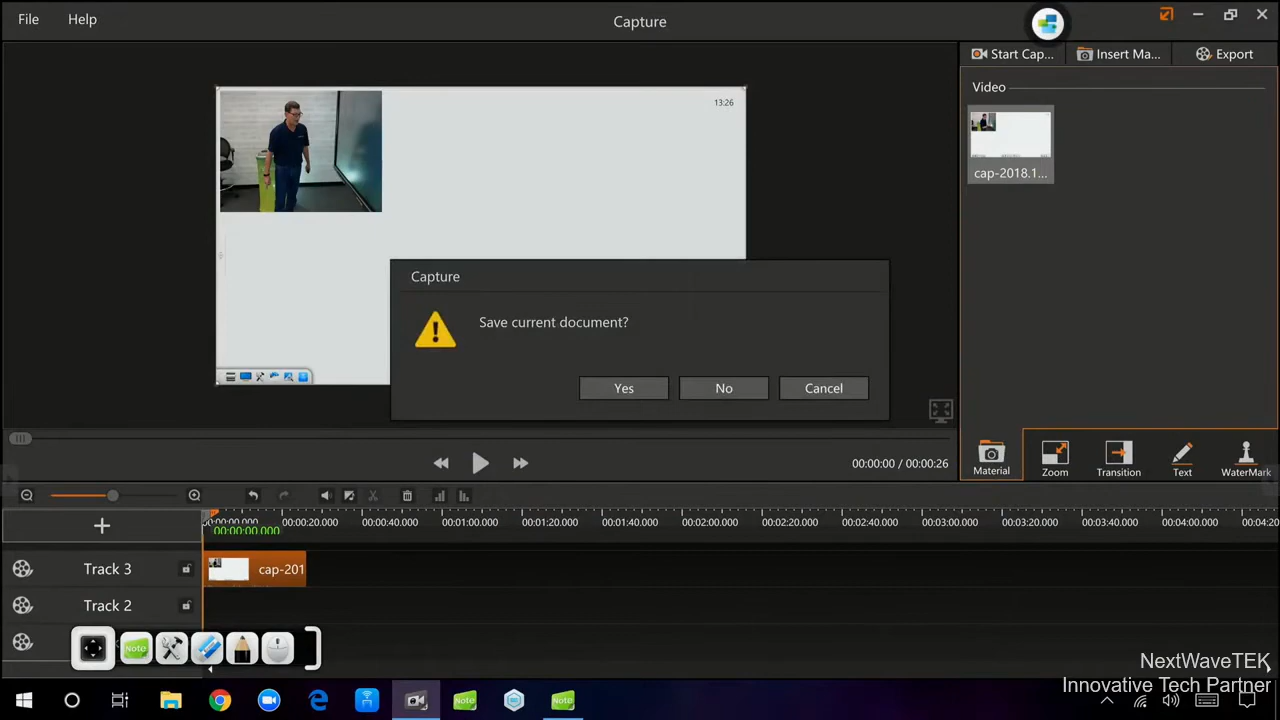 File Help
Capture
Start Cap...
Insert Ma...
Export
Video
cap-2018.1...
13:26
Capture
Save current document?
Yes
No
Cancel
00:00:00 / 00:00:26
Material
Zoom
Transition
Text
WaterMark
00:00:20.000 00:00:40.000 00:01:00.000 00:01:20.000 00:01:40.000 00:02:00.000 00:02:20.000 00:02:40.000 00:03:00.000 00:03:20.000 00:03:40.000 00:04:00.000 00:04:20
00:00:00.000
Track 3
cap-201
Track 2
Note
NextWaveTEK
Innovative Tech Partner
Note
Note